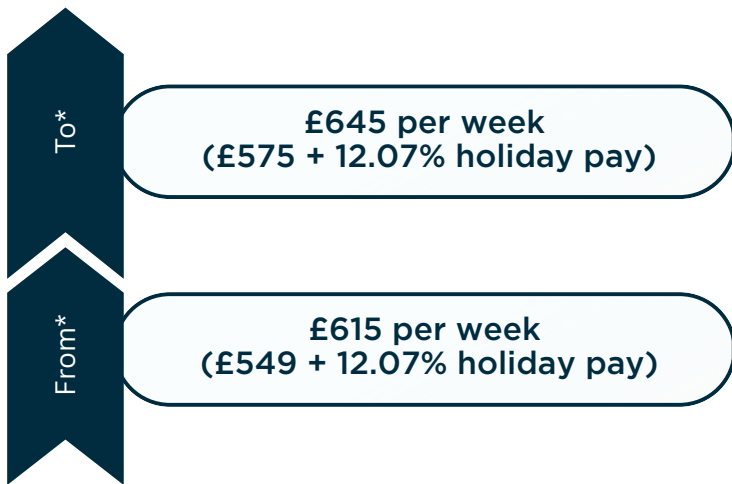 To*
£645 per week
(£575 + 12.07% holiday pay)
From*
£615 per week
(£549 + 12.07% holiday pay)